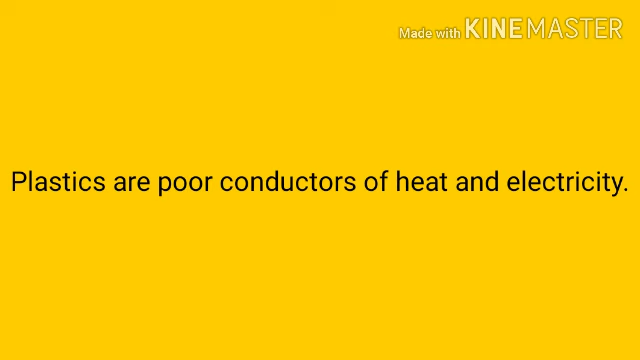 Made with KINEMASTER
Plastics are poor conductors of heat and electricity.